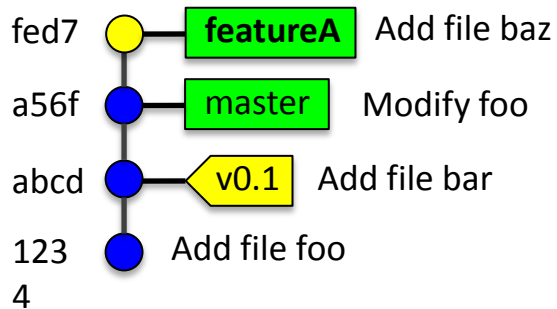 fed7 featureA Add file baz
a56f master Modify foo
abcd v0.1 Add file bar
123 Add file foo
4